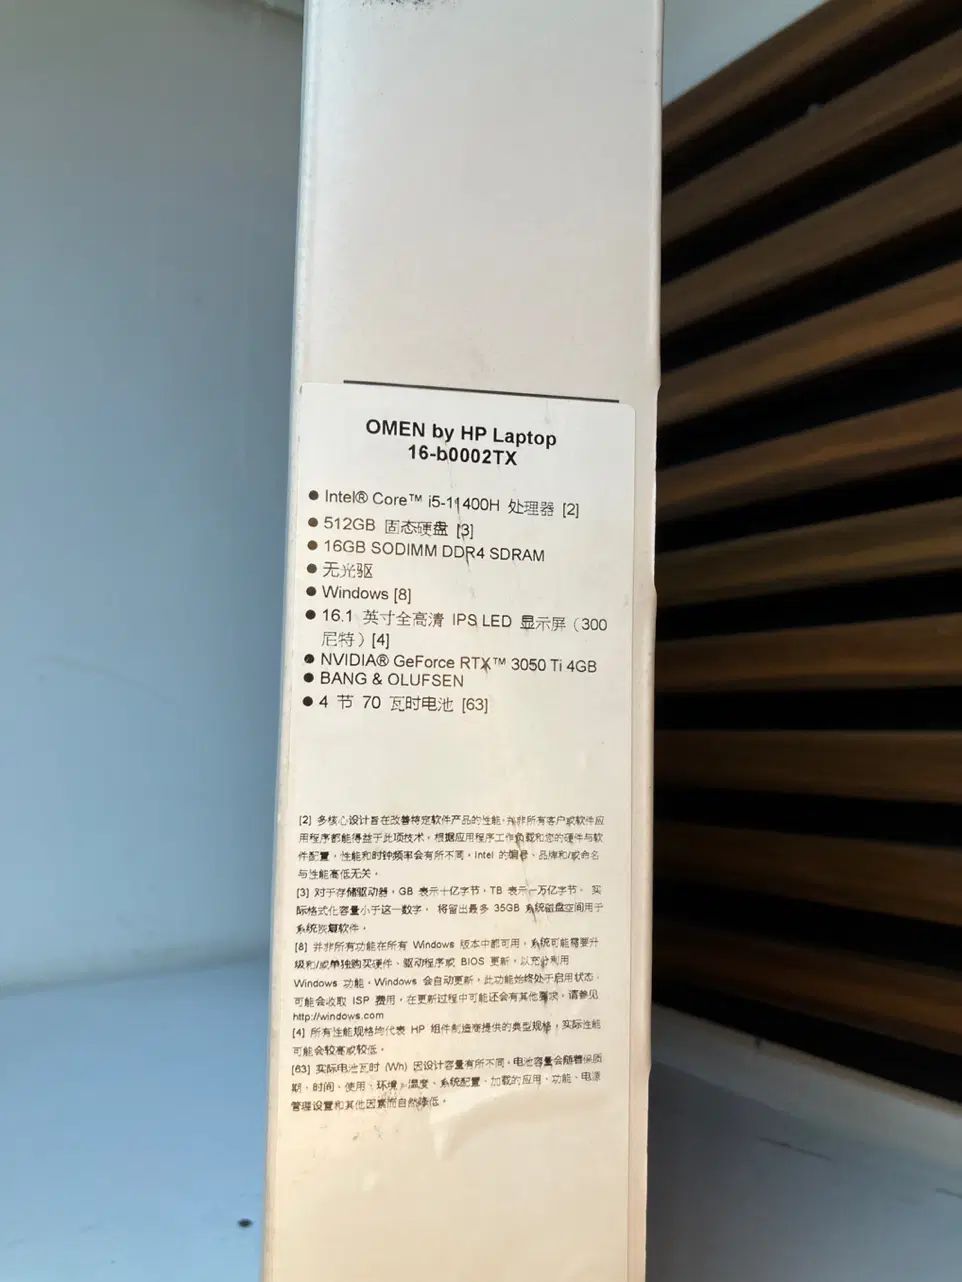 OMEN by HP Laptop
16-b0002TX
● Intel® Core™ i5-11400H 处理器 [2]
● 512GB 固态硬盘 [3]
● 16GB SODIMM DDR4 SDRAM
● 无光驱
● Windows [8]
● 16.1 英寸全高清 IPS LED 显示屏（300
尼特）[4]
● NVIDIA® GeForce RTX™ 3050 Ti 4GB
● BANG & OLUFSEN
● 4 节 70 瓦时电池 [63]
[2] 多核心设计旨在改善特定软件产品的性能。并非所有客户或软件应
用程序都能得益于此项技术。根据应用程序工作负载和您的硬件与软
件配置，性能和时钟频率会有所不同。Intel 的编号、品牌和/或命名
与性能高低无关。
[3] 对于存储驱动器，GB 表示十亿字节，TB 表示一万亿字节。 实
际格式化容量小于这一数字。 将留出最多 35GB 系统磁盘空间用于
系统恢复软件。
[8] 并非所有功能在所有 Windows 版本中都可用。系统可能需要升
级和/或单独购买硬件、驱动程序或 BIOS 更新，以充分利用
Windows 功能。Windows 会自动更新，此功能始终处于启用状态。
可能会收取 ISP 费用，在更新过程中可能还会有其他要求。请参见
http://windows.com
[4] 所有性能规格均代表 HP 组件制造商提供的典型规格，实际性能
可能会较高或较低。
[63] 实际电池瓦时 (Wh) 因设计容量有所不同。电池容量会随着保质
期、时间、使用、环境、温度、系统配置、加载的应用、功能、电源
管理设置和其他因素而自然降低。